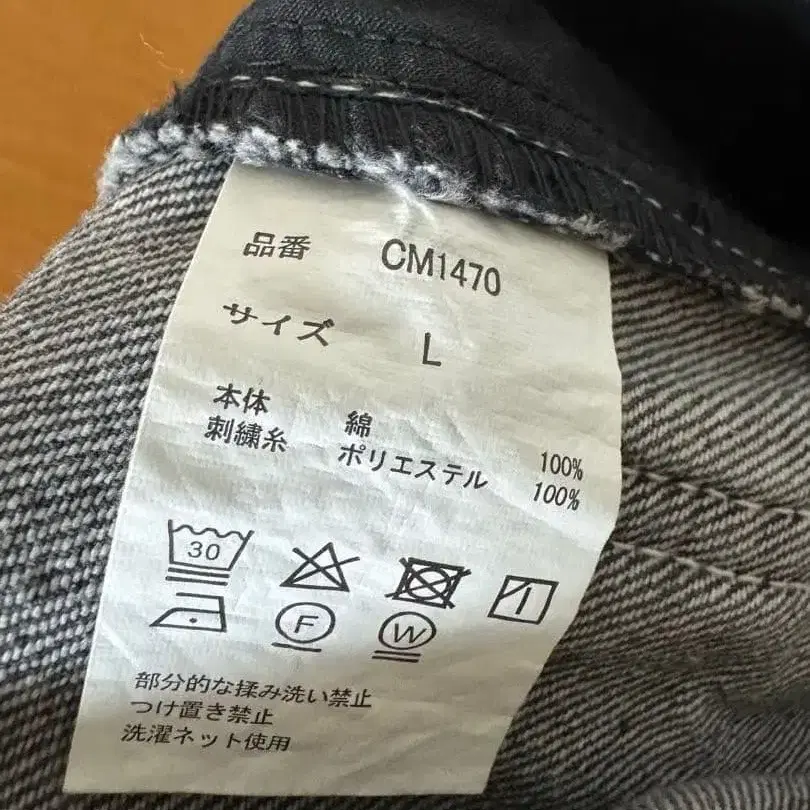 品番 CM1470
サイズ L
本体 綿 100%
刺繍糸 ポリエステル 100%
30
F W
部分的な揉み洗い禁止
つけ置き禁止
洗濯ネット使用